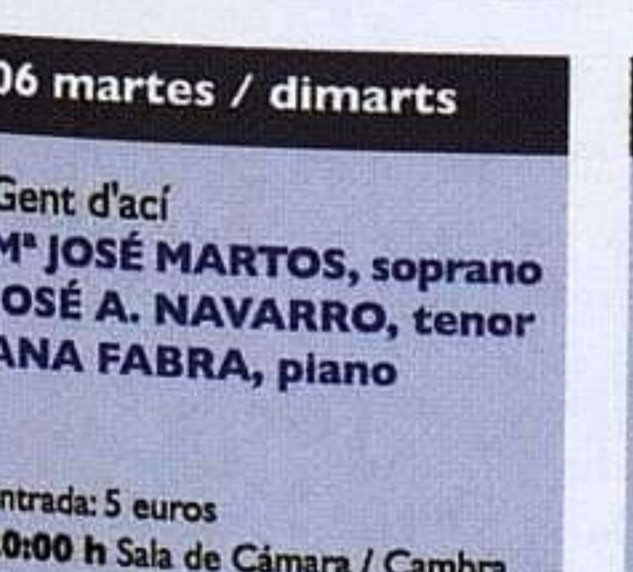 06 martes / dimarts
Gent d'ací
Mª JOSÉ MARTOS, soprano
JOSÉ A. NAVARRO, tenor
ANA FABRA, piano
ntrada: 5 euros
0:00 h Sala de Cámara / Cambra